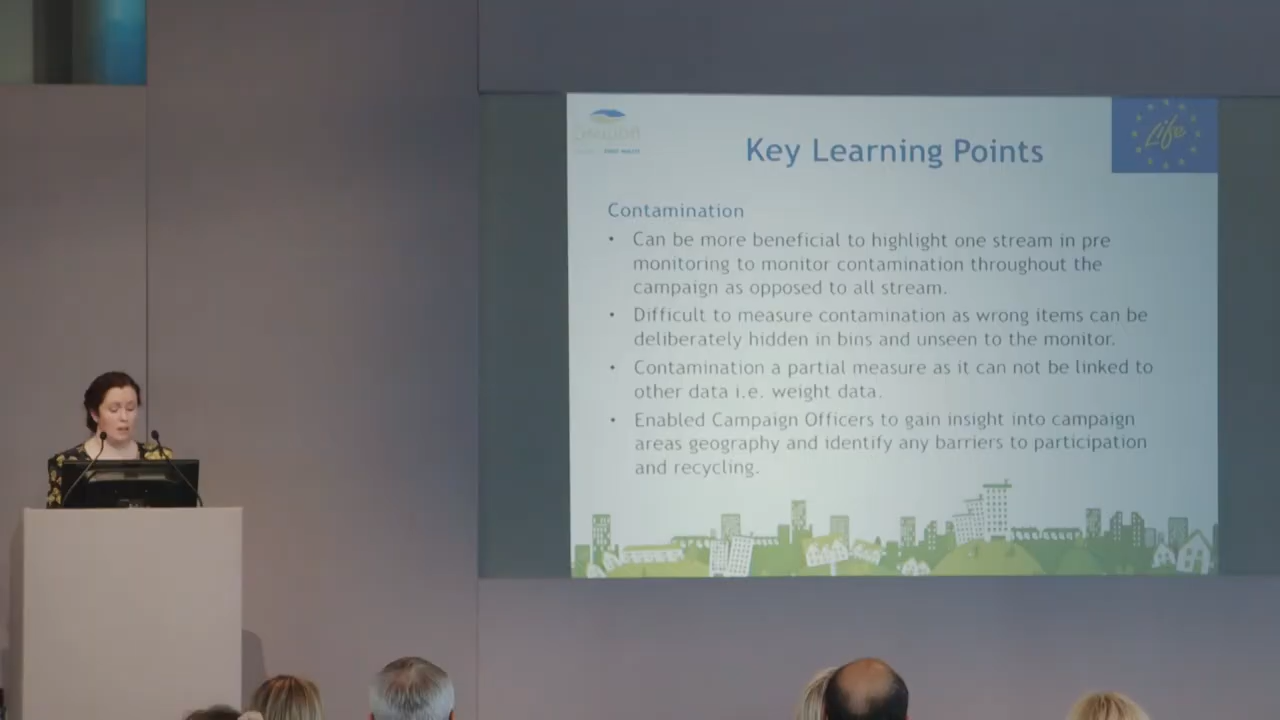 Key Learning Points
Life
Contamination
• Can be more beneficial to highlight one stream in pre
monitoring to monitor contamination throughout the
campaign as opposed to all stream.
• Difficult to measure contamination as wrong items can be
deliberately hidden in bins and unseen to the monitor.
• Contamination a partial measure as it can not be linked to
other data i.e. weight data.
• Enabled Campaign Officers to gain insight into campaign
areas geography and identify any barriers to participation
and recycling.